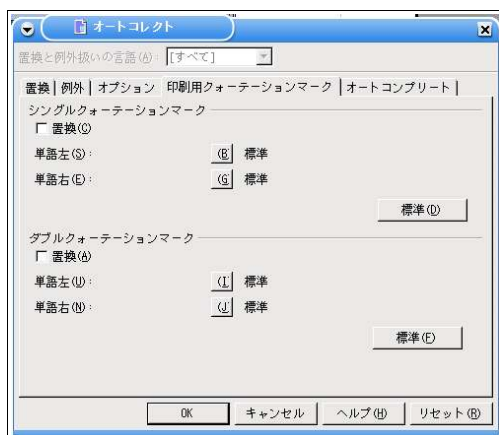 オートコレクト
置換と例外扱いの言語(A): [すべて]
置換 例外 オプション 印刷用クォーテーションマーク オートコンプリート
シングルクォーテーションマーク
置換(C)
単語左(S): (B 標準
単語右(E): (G 標準
標準(D)
ダブルクォーテーションマーク
置換(A)
単語左(U): (I 標準
単語右(N): (J 標準
標準(F)
OK キャンセル ヘルプ(H) リセット(R)